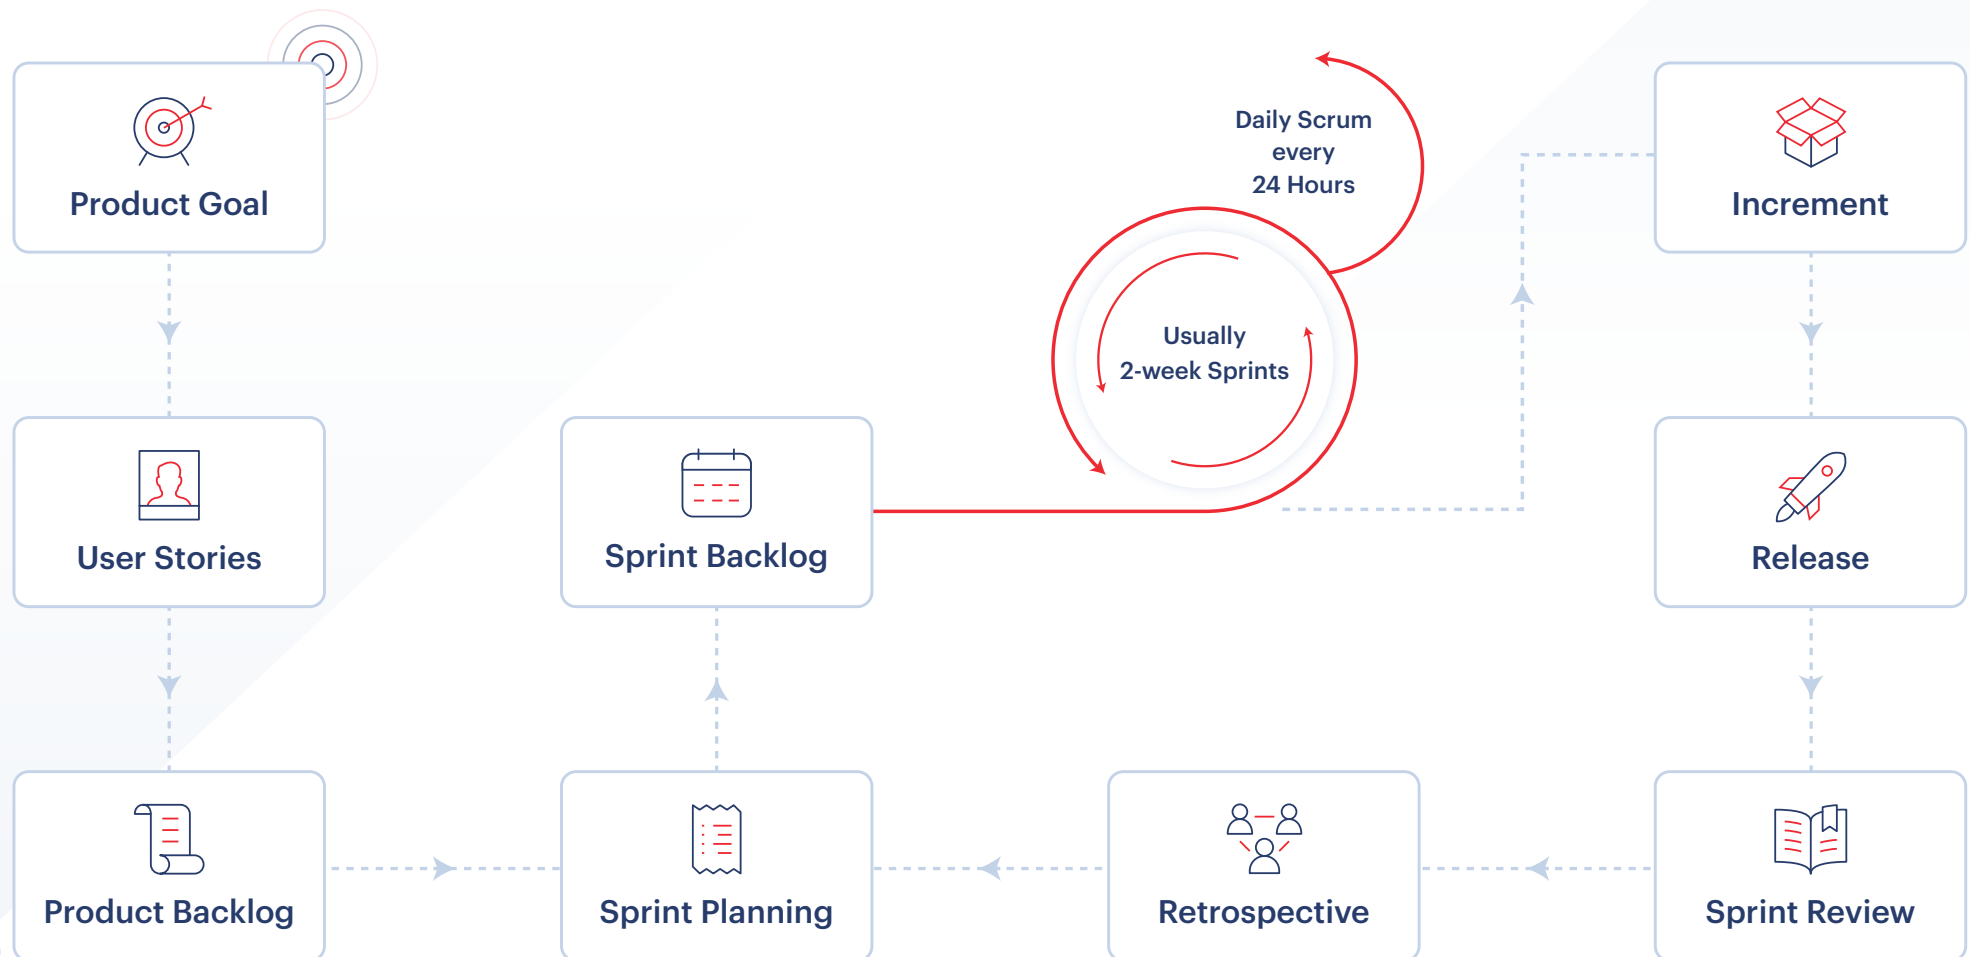 Product Goal
Daily Scrum
every
24 Hours
Increment
Usually
2-week Sprints
User Stories
Sprint Backlog
Release
Product Backlog
Sprint Planning
Retrospective
Sprint Review